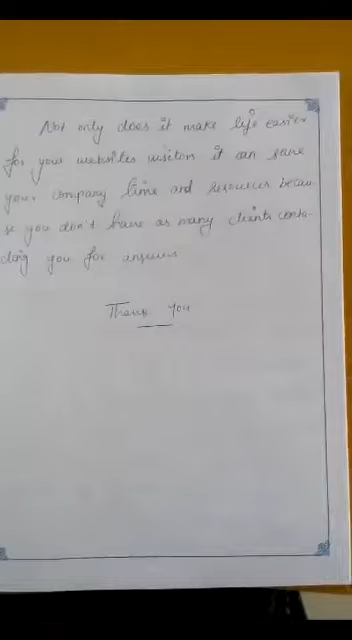 Not only does it make life easier
for your websites visitors it can save
your company time and resources becau
se you don't have as many clients conta-
cting you for answers
Thank You